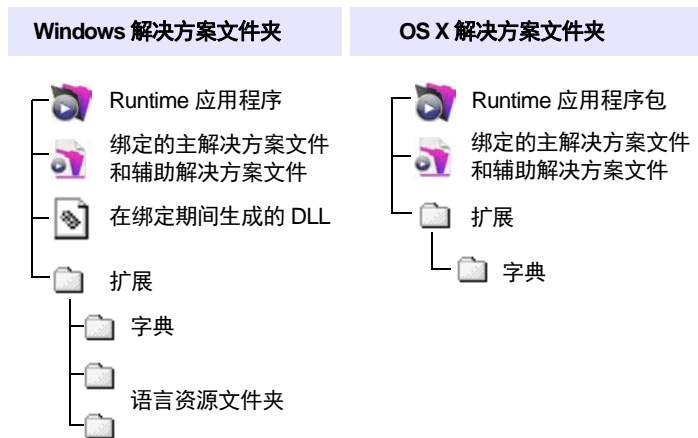 Windows 解决方案文件夹
Runtime 应用程序
绑定的主解决方案文件
和辅助解决方案文件
在绑定期间生成的 DLL
扩展
字典
语言资源文件夹
OS X 解决方案文件夹
Runtime 应用程序包
绑定的主解决方案文件
和辅助解决方案文件
扩展
字典